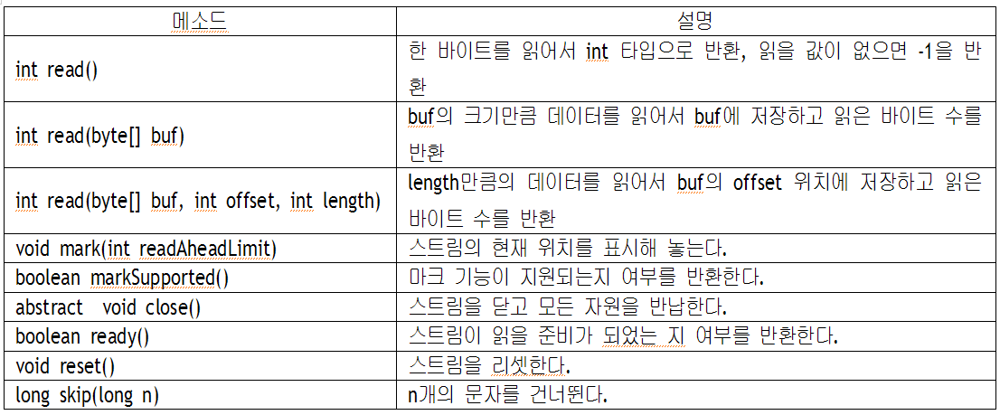 메소드 설명
int read() 한 바이트를 읽어서 int 타입으로 반환, 읽을 값이 없으면 -1을 반
환
int read(byte[] buf) buf의 크기만큼 데이터를 읽어서 buf에 저장하고 읽은 바이트 수를
반환
int read(byte[] buf, int offset, int length) length만큼의 데이터를 읽어서 buf의 offset 위치에 저장하고 읽은
바이트 수를 반환
void mark(int readAheadLimit) 스트림의 현재 위치를 표시해 놓는다.
boolean markSupported() 마크 기능이 지원되는지 여부를 반환한다.
abstract void close() 스트림을 닫고 모든 자원을 반납한다.
boolean ready() 스트림이 읽을 준비가 되었는 지 여부를 반환한다.
void reset() 스트림을 리셋한다.
long skip(long n) n개의 문자를 건너뛴다.